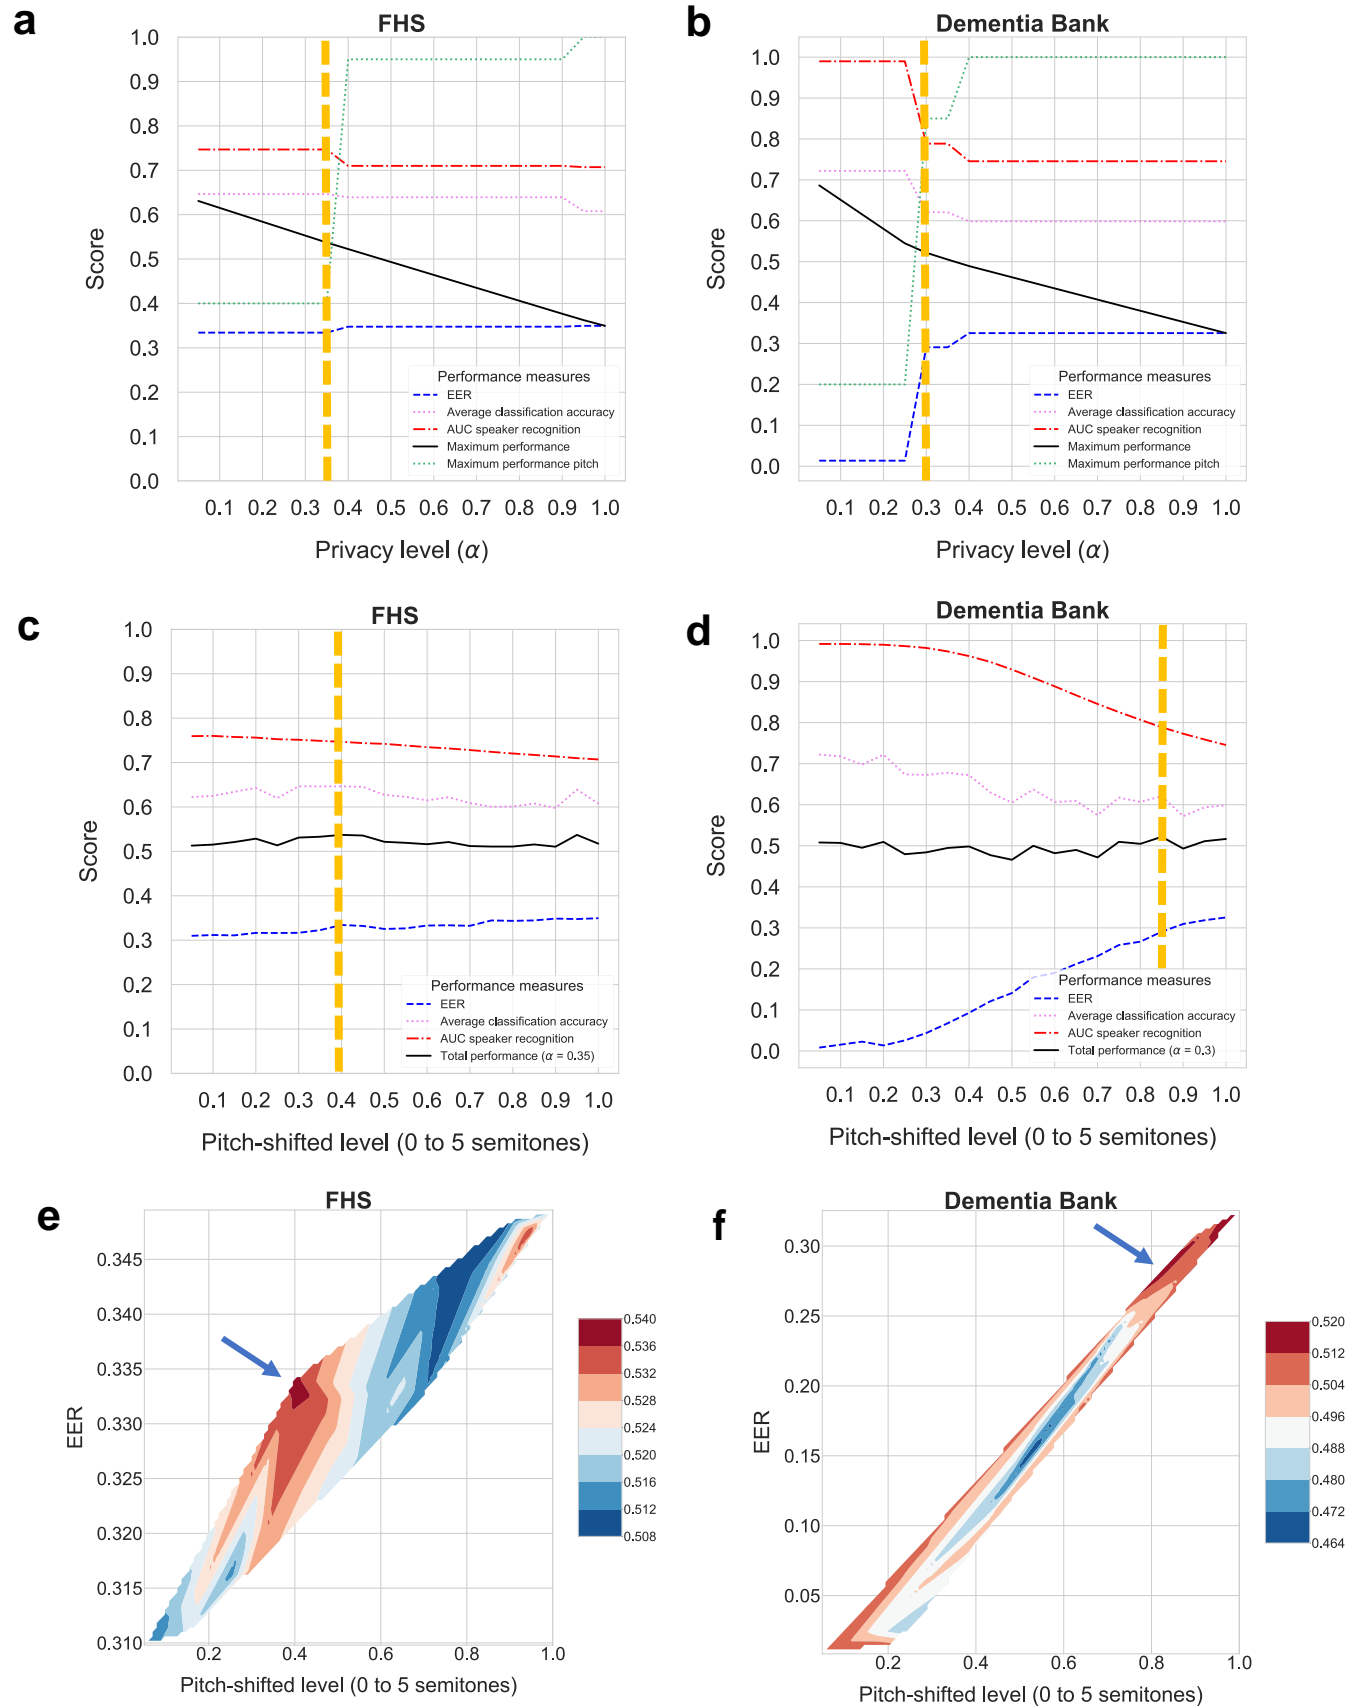 a
FHS
1.0
0.9
0.8
0.7
0.6
0.5
0.4
0.3
0.2
0.1
0.0
Score
0.1 0.2 0.3 0.4 0.5 0.6 0.7 0.8 0.9 1.0
Privacy level (α)
Performance measures
EER
Average classification accuracy
AUC speaker recognition
Maximum performance
Maximum performance pitch
b
Dementia Bank
1.0
0.9
0.8
0.7
0.6
0.5
0.4
0.3
0.2
0.1
0.0
Score
0.1 0.2 0.3 0.4 0.5 0.6 0.7 0.8 0.9 1.0
Privacy level (α)
Performance measures
EER
Average classification accuracy
AUC speaker recognition
Maximum performance
Maximum performance pitch
c
FHS
1.0
0.9
0.8
0.7
0.6
0.5
0.4
0.3
0.2
0.1
0.0
Score
0.1 0.2 0.3 0.4 0.5 0.6 0.7 0.8 0.9 1.0
Pitch-shifted level (0 to 5 semitones)
Performance measures
EER
Average classification accuracy
AUC speaker recognition
Total performance (α = 0.35)
d
Dementia Bank
1.0
0.9
0.8
0.7
0.6
0.5
0.4
0.3
0.2
0.1
0.0
Score
0.1 0.2 0.3 0.4 0.5 0.6 0.7 0.8 0.9 1.0
Pitch-shifted level (0 to 5 semitones)
Performance measures
EER
Average classification accuracy
AUC speaker recognition
Total performance (α = 0.3)
e
FHS
0.345
0.340
0.335
0.330
0.325
0.320
0.315
0.310
EER
0.2 0.4 0.6 0.8 1.0
Pitch-shifted level (0 to 5 semitones)
0.540
0.536
0.532
0.528
0.524
0.520
0.516
0.512
0.508
f
Dementia Bank
0.30
0.25
0.20
0.15
0.10
0.05
EER
0.2 0.4 0.6 0.8 1.0
Pitch-shifted level (0 to 5 semitones)
0.520
0.512
0.504
0.496
0.488
0.480
0.472
0.464